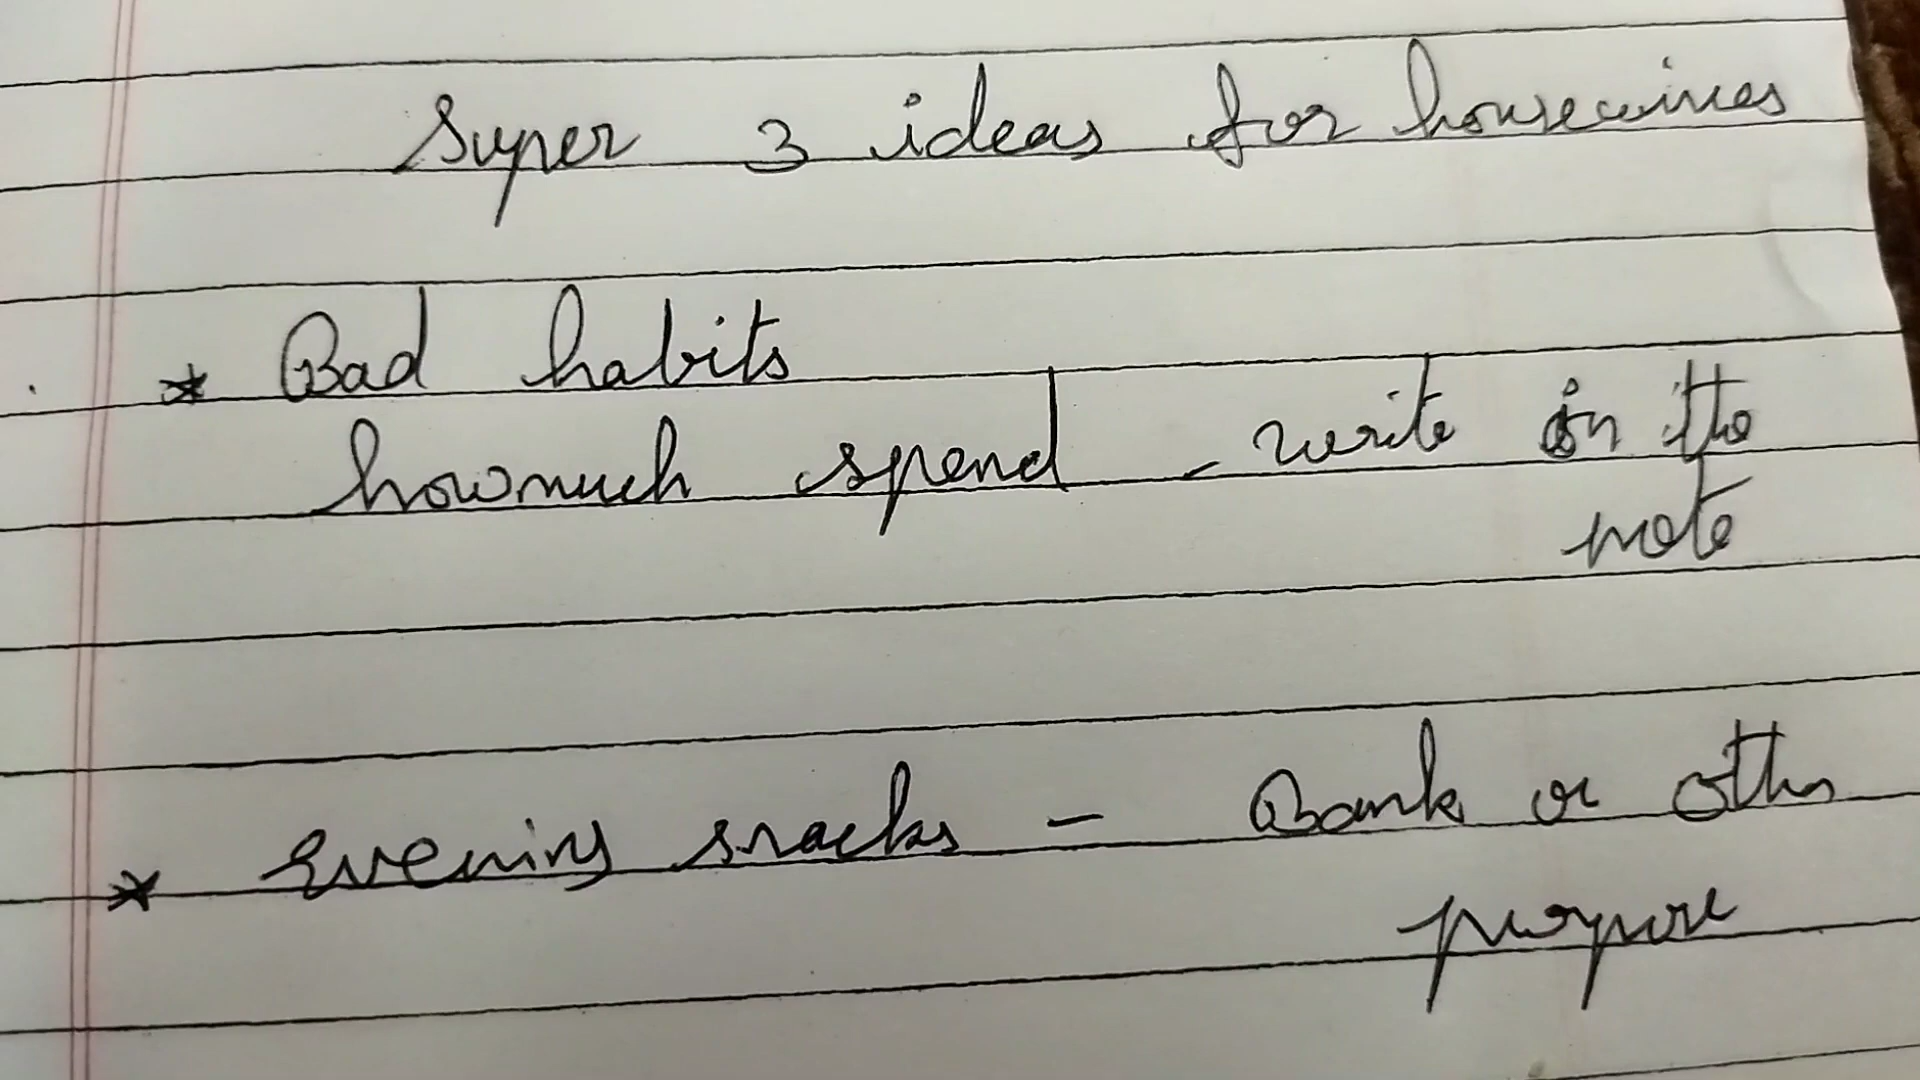 Super 3 ideas for housewives
* Bad habits
howmuch spend - write in the
note
* Evening snacks - Bank or other
purpose